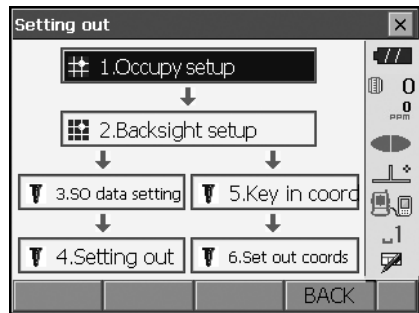 Setting out
1.Occupy setup
0
0
ppm
2.Backsight setup
3.SO data setting
5.Key in coord
1
4.Setting out
6.Set out coords
BACK